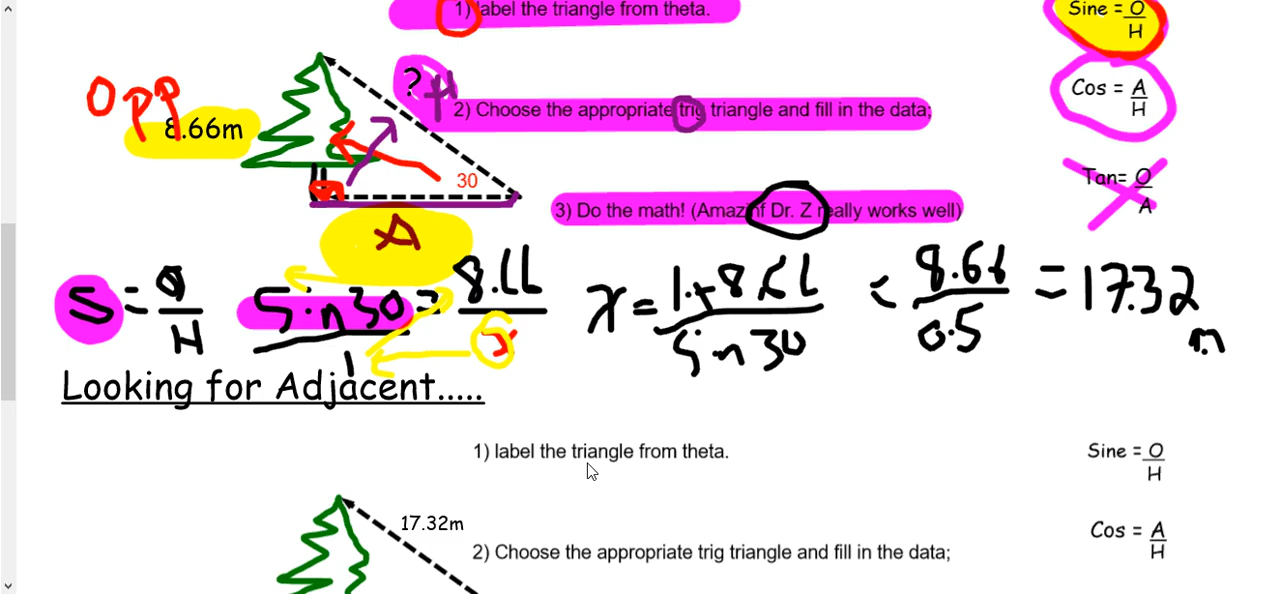 1) label the triangle from theta.
Sine = O
H
Opp
? H
Cos = A
H
2) Choose the appropriate trig triangle and fill in the data;
8.66m
30
Tan= O
A
3) Do the math! (Amazinf Dr. Z really works well)
A
S = O
H
Sin30 = 8.66
1 x
x = 1 x 8.66
Sin 30
= 8.66
0.5
= 17.32 m
Looking for Adjacent.....
1) label the triangle from theta.
Sine = O
H
17.32m
Cos = A
H
2) Choose the appropriate trig triangle and fill in the data;